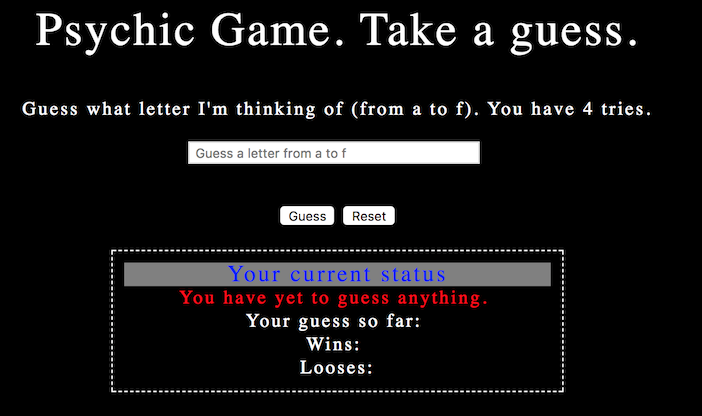 Psychic Game. Take a guess.
Guess what letter I'm thinking of (from a to f). You have 4 tries.
Guess a letter from a to f
Guess Reset
Your current status
You have yet to guess anything.
Your guess so far:
Wins:
Looses: